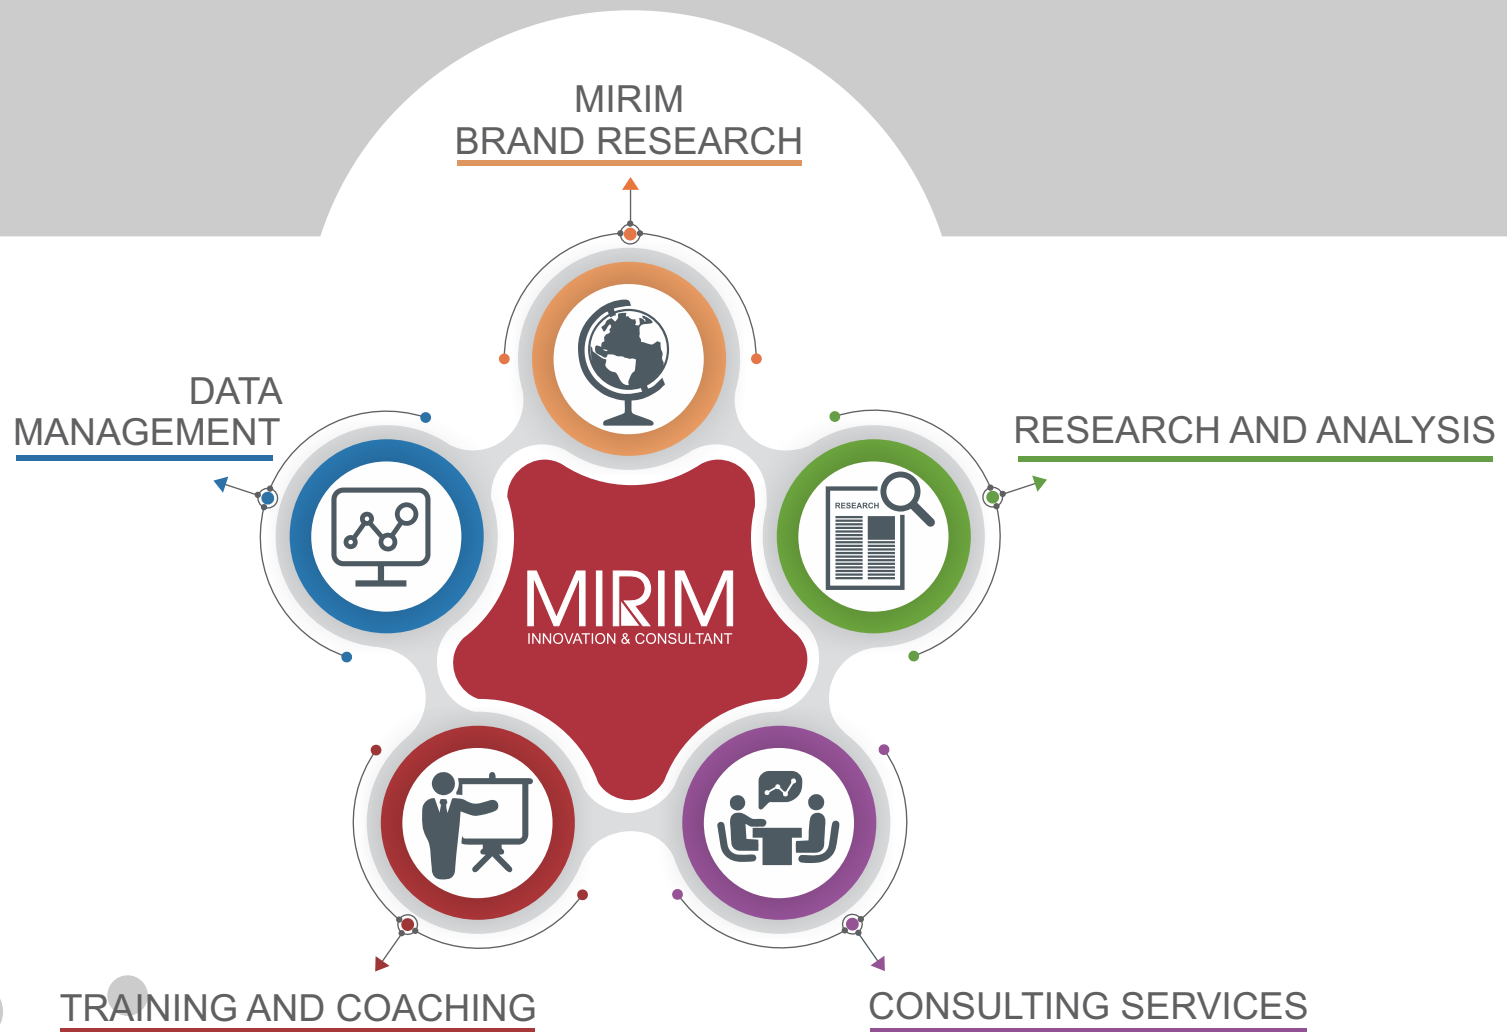 MIRIM
BRAND RESEARCH
DATA
MANAGEMENT
RESEARCH AND ANALYSIS
RESEARCH
MIRIM
INNOVATION & CONSULTANT
TRAINING AND COACHING
CONSULTING SERVICES